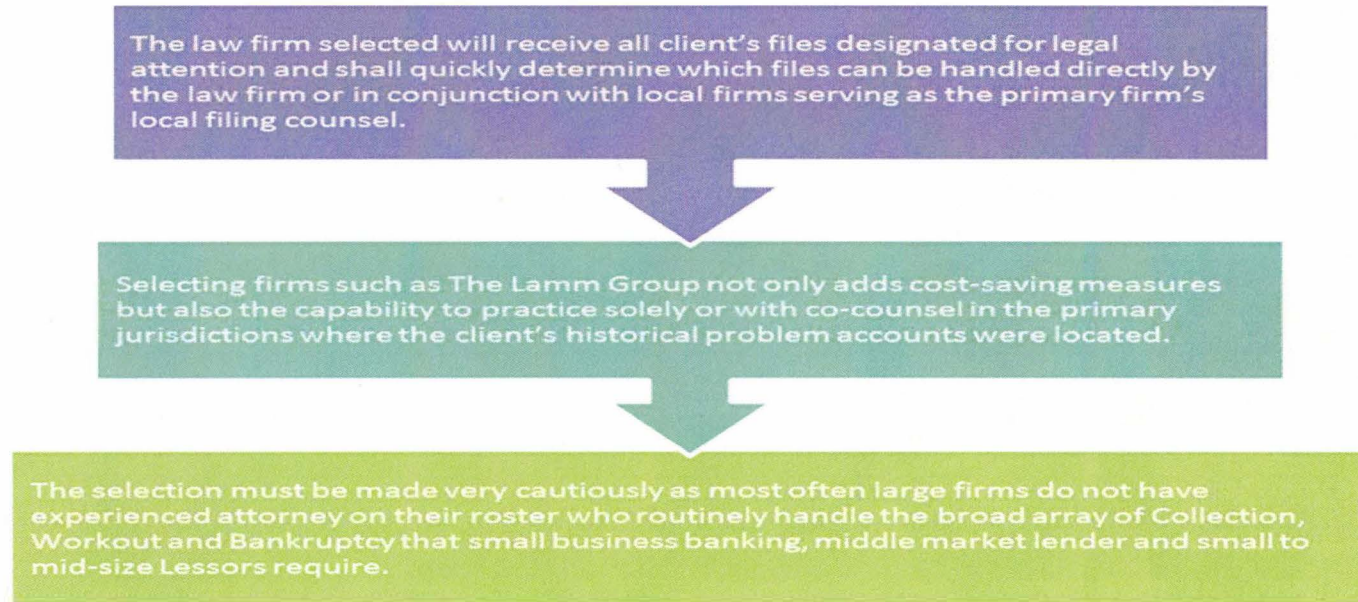 The law firm selected will receive all client's files designated for legal
attention and shall quickly determine which files can be handled directly by
the law firm or in conjunction with local firms serving as the primary firm's
local filing counsel.
Selecting firms such as The Lamm Group not only adds cost-saving measures
but also the capability to practice solely or with co-counsel in the primary
jurisdictions where the client's historical problem accounts were located.
The selection must be made very cautiously as most often large firms do not have
experienced attorney on their roster who routinely handle the broad array of Collection,
Workout and Bankruptcy that small business banking, middle market lender and small to
mid-size Lessors require.